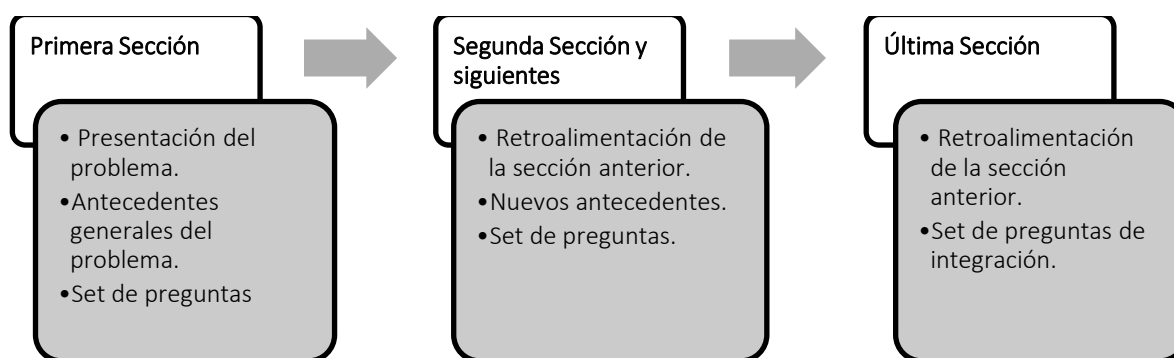 Primera Sección
• Presentación del
problema.
•Antecedentes
generales del
problema.
•Set de preguntas
Segunda Sección y
siguientes
• Retroalimentación de
la sección anterior.
•Nuevos antecedentes.
•Set de preguntas.
Última Sección
• Retroalimentación
de la sección
anterior.
•Set de preguntas de
integración.